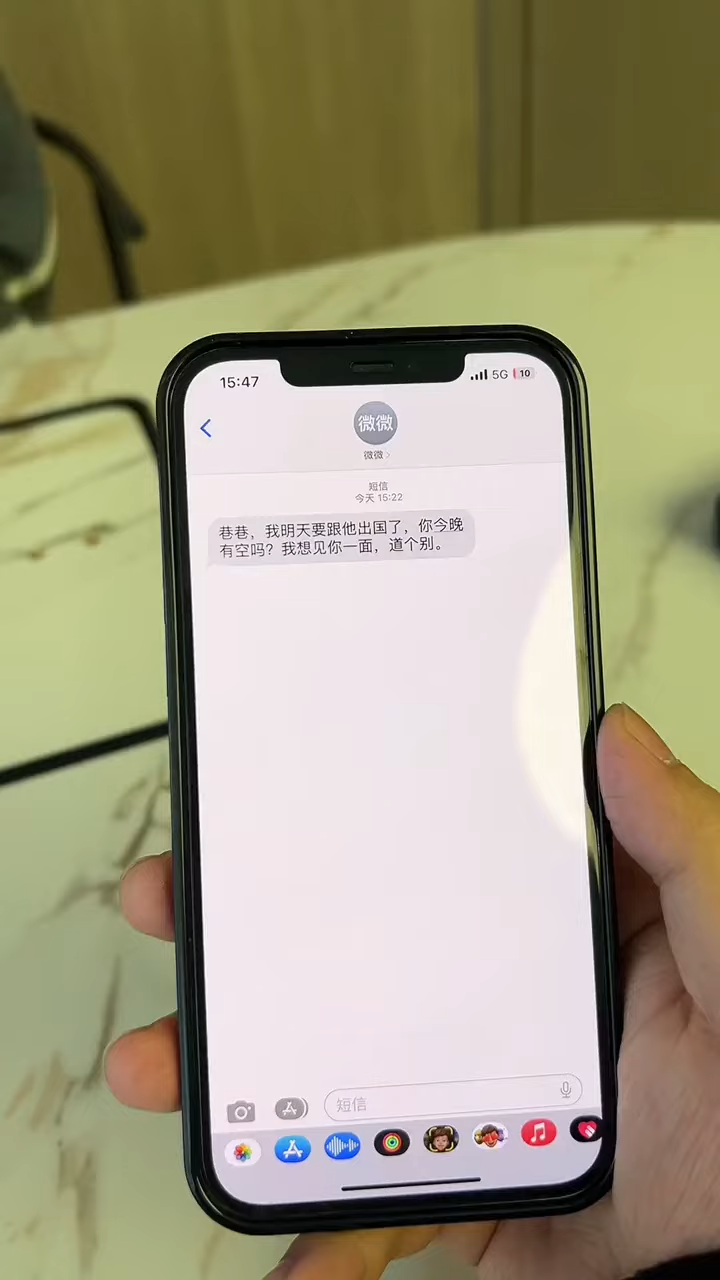 15:47
5G 10
微微
微微
短信
今天 15:22
巷巷，我明天要跟他出国了，你今晚
有空吗？我想见你一面，道个别。
短信